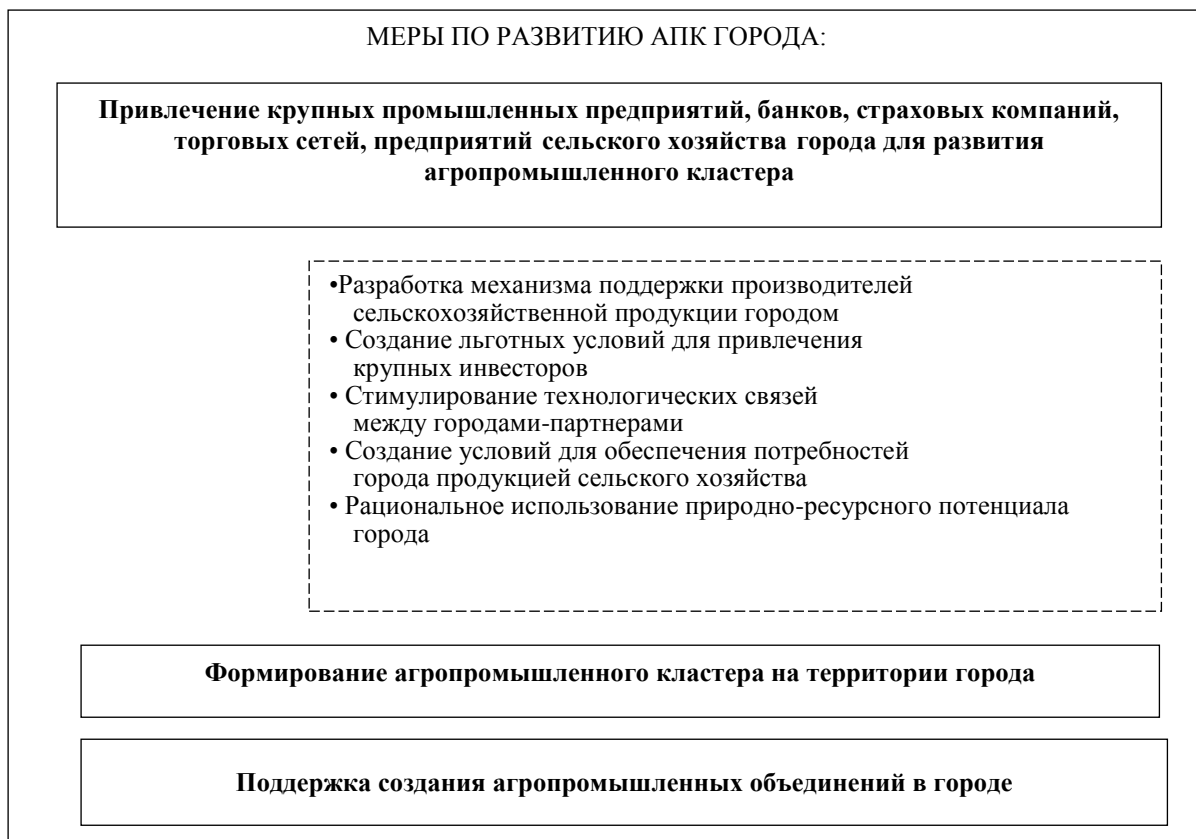 МЕРЫ ПО РАЗВИТИЮ АПК ГОРОДА:
Привлечение крупных промышленных предприятий, банков, страховых компаний,
торговых сетей, предприятий сельского хозяйства города для развития
агропромышленного кластера
•Разработка механизма поддержки производителей
сельскохозяйственной продукции городом
• Создание льготных условий для привлечения
крупных инвесторов
• Стимулирование технологических связей
между городами-партнерами
• Создание условий для обеспечения потребностей
города продукцией сельского хозяйства
• Рациональное использование природно-ресурсного потенциала
города
Формирование агропромышленного кластера на территории города
Поддержка создания агропромышленных объединений в городе